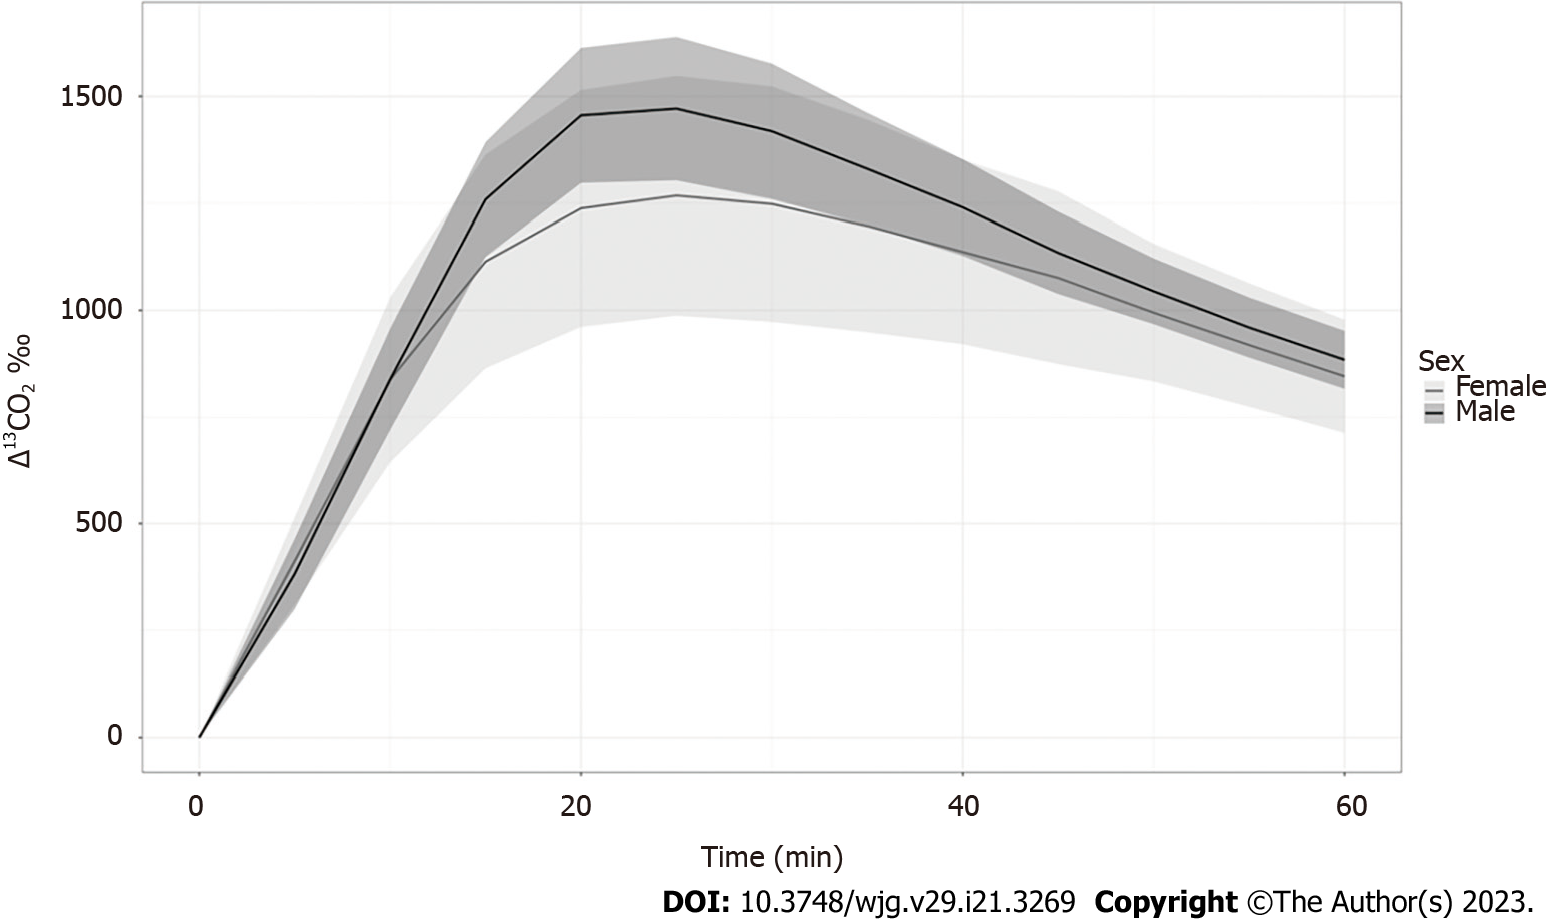 1500
1000
500
0
Δ¹³CO₂ ‰
0 20 40 60
Time (min)
Sex
Female
Male
DOI: 10.3748/wjg.v29.i21.3269 Copyright ©The Author(s) 2023.